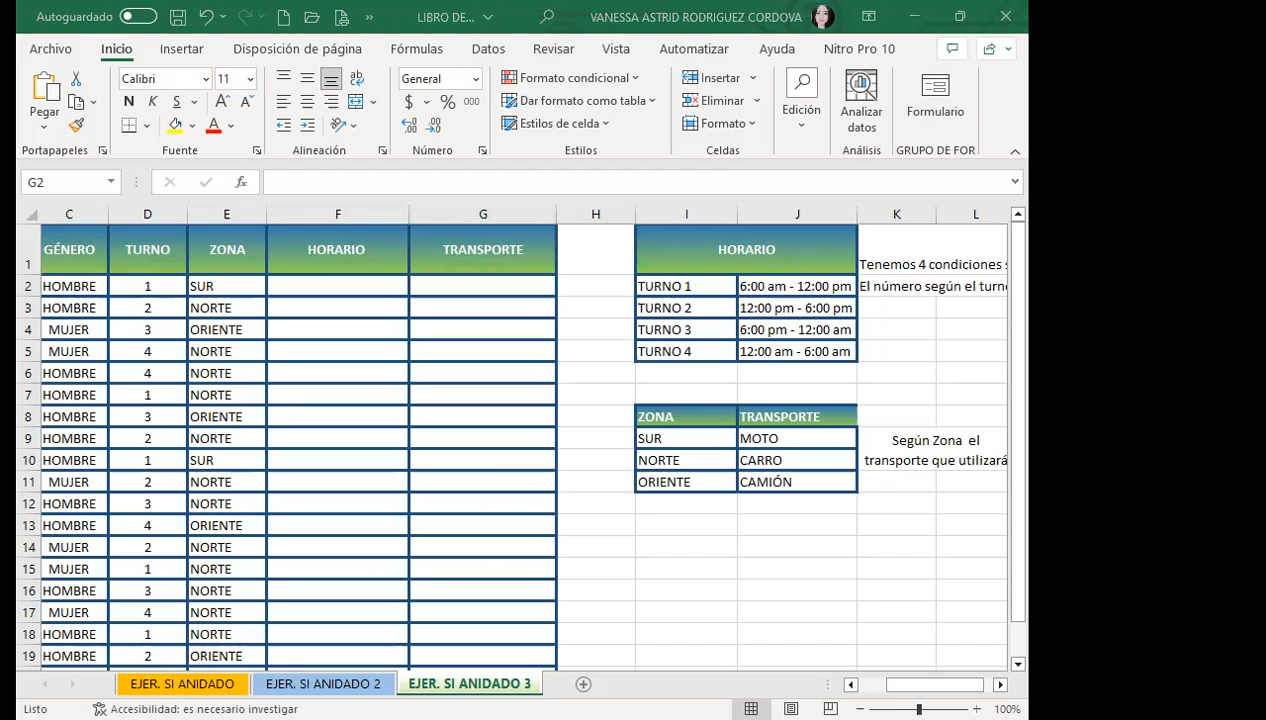 Autoguardado
LIBRO DE...
VANESSA ASTRID RODRIGUEZ CORDOVA
Archivo Inicio Insertar Disposición de página Fórmulas Datos Revisar Vista Automatizar Ayuda Nitro Pro 10
Pegar
Portapapeles
Calibri 11
N K S
Fuente
Alineación
General
$ % 000
Número
Formato condicional
Dar formato como tabla
Estilos de celda
Estilos
Insertar
Eliminar
Formato
Celdas
Edición
Analizar datos
Análisis
Formulario
GRUPO DE FOR
G2 fx
C D E F G H I J K L
1 GÉNERO TURNO ZONA HORARIO TRANSPORTE HORARIO Tenemos 4 condiciones s
2 HOMBRE 1 SUR TURNO 1 6:00 am - 12:00 pm El número según el turn
3 HOMBRE 2 NORTE TURNO 2 12:00 pm - 6:00 pm
4 MUJER 3 ORIENTE TURNO 3 6:00 pm - 12:00 am
5 MUJER 4 NORTE TURNO 4 12:00 am - 6:00 am
6 HOMBRE 4 NORTE
7 HOMBRE 1 NORTE
8 HOMBRE 3 ORIENTE ZONA TRANSPORTE
9 HOMBRE 2 NORTE SUR MOTO Según Zona el
10 HOMBRE 1 SUR NORTE CARRO transporte que utilizará
11 MUJER 2 NORTE ORIENTE CAMIÓN
12 HOMBRE 3 NORTE
13 HOMBRE 4 ORIENTE
14 MUJER 2 NORTE
15 MUJER 1 NORTE
16 HOMBRE 3 NORTE
17 MUJER 4 NORTE
18 HOMBRE 1 NORTE
19 HOMBRE 2 ORIENTE
EJER. SI ANIDADO EJER. SI ANIDADO 2 EJER. SI ANIDADO 3
Listo Accesibilidad: es necesario investigar 100%